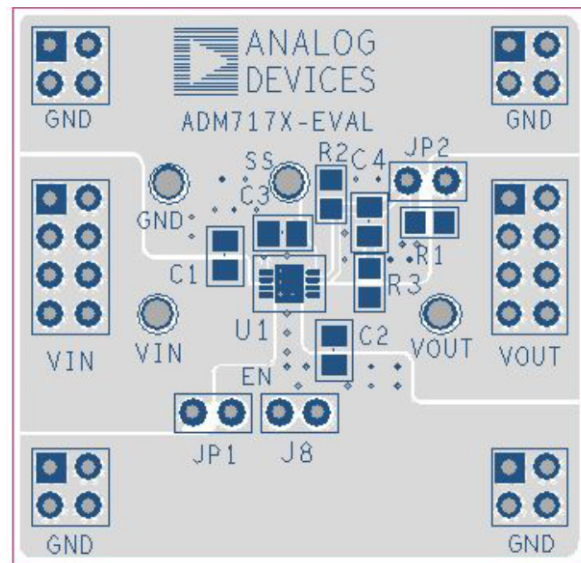 ANALOG
DEVICES
GND
GND
ADM717X-EVAL
SS
R2
C4
JP2
GND
C3
R1
C1
R3
U1
VIN
VIN
C2
VOUT
VOUT
EN
JP1
J8
GND
GND